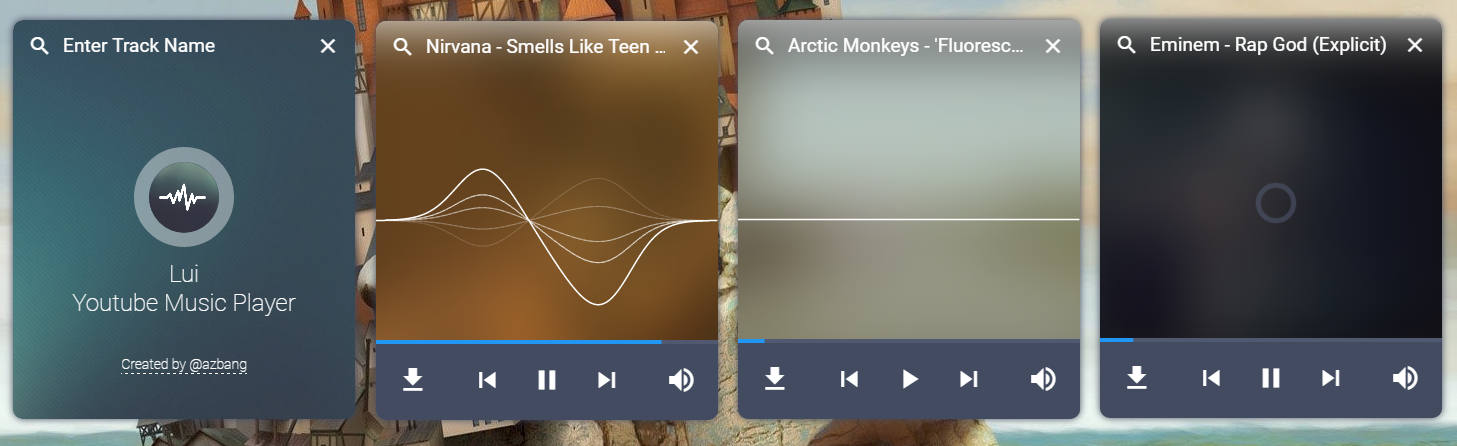 Enter Track Name
Lui
Youtube Music Player
Created by @azbang
Nirvana - Smells Like Teen ...
Arctic Monkeys - 'Fluoresc...
Eminem - Rap God (Explicit)